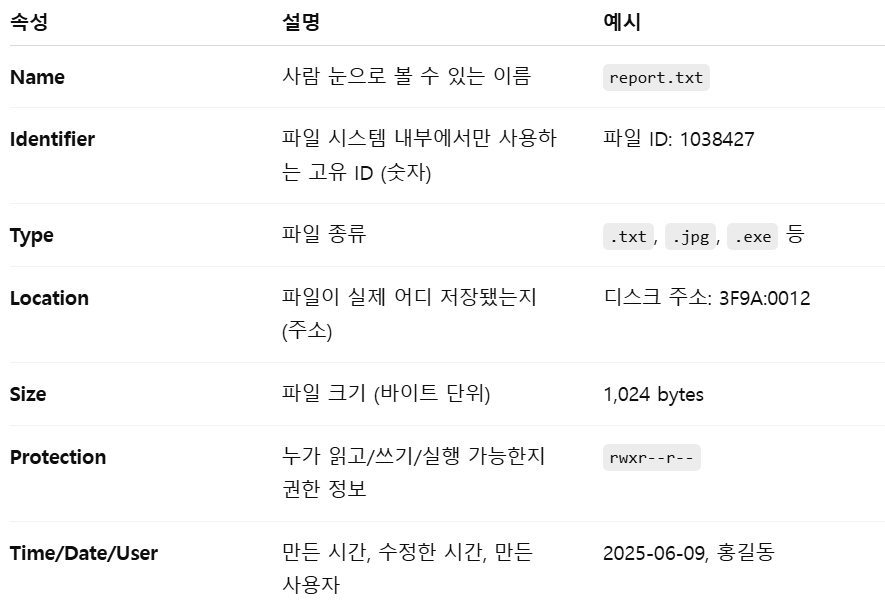 속성 설명 예시
Name 사람 눈으로 볼 수 있는 이름 report.txt
Identifier 파일 시스템 내부에서만 사용하 파일 ID: 1038427
는 고유 ID (숫자)
Type 파일 종류 .txt, .jpg, .exe 등
Location 파일이 실제 어디 저장됐는지 디스크 주소: 3F9A:0012
(주소)
Size 파일 크기 (바이트 단위) 1,024 bytes
Protection 누가 읽고/쓰기/실행 가능한지 rwxr--r--
권한 정보
Time/Date/User 만든 시간, 수정한 시간, 만든 2025-06-09, 홍길동
사용자